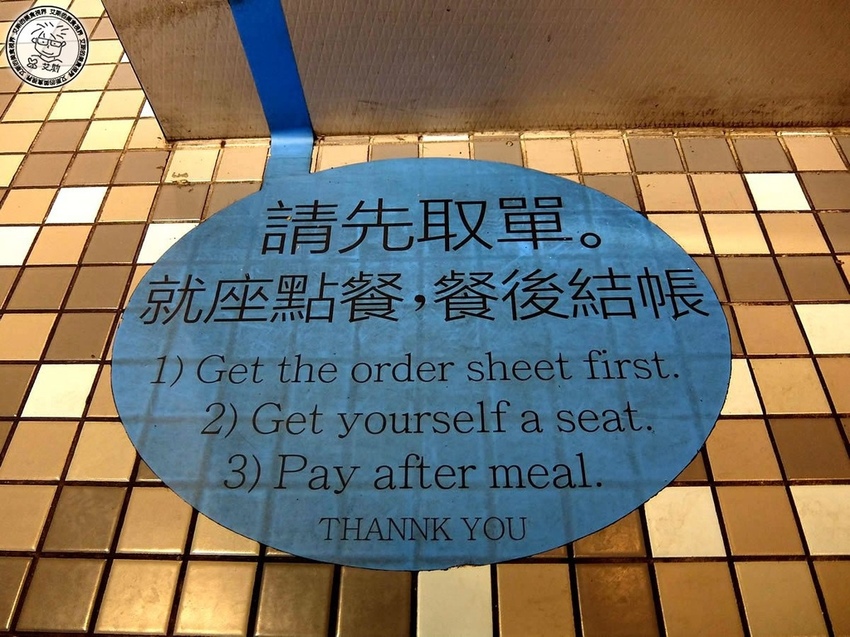 請先取單。
就座點餐,餐後結帳
1) Get the order sheet first.
2) Get yourself a seat.
3) Pay after meal.
THANNK YOU